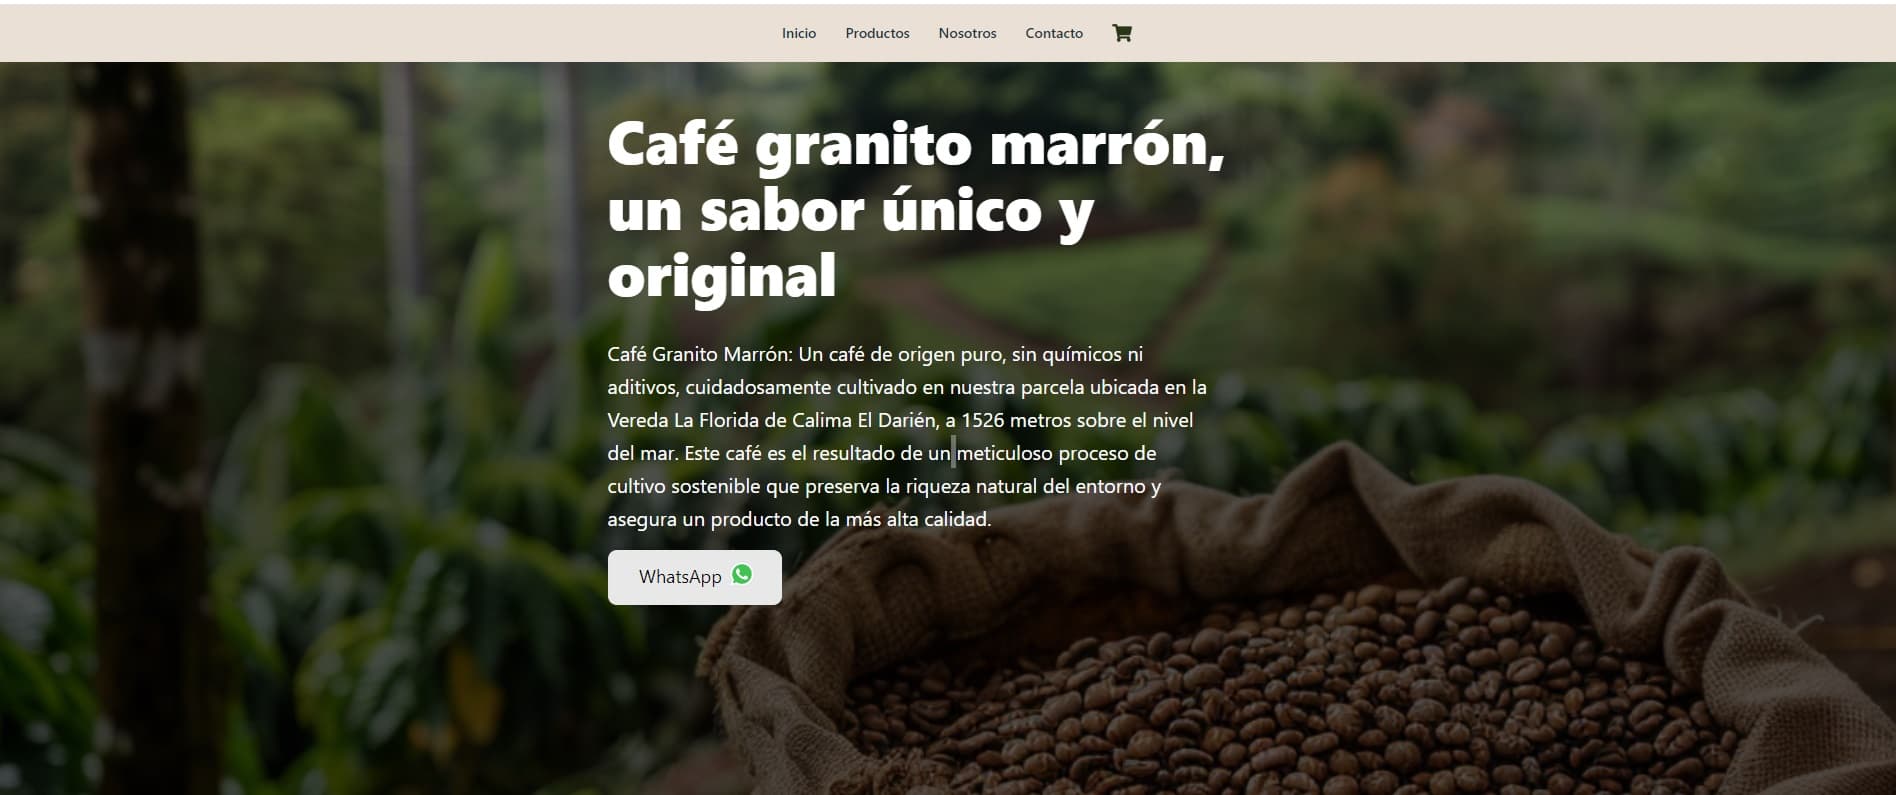 Inicio Productos Nosotros Contacto
Café granito marrón,
un sabor único y
original
Café Granito Marrón: Un café de origen puro, sin químicos ni
aditivos, cuidadosamente cultivado en nuestra parcela ubicada en la
Vereda La Florida de Calima El Darién, a 1526 metros sobre el nivel
del mar. Este café es el resultado de un meticuloso proceso de
cultivo sostenible que preserva la riqueza natural del entorno y
asegura un producto de la más alta calidad.
WhatsApp